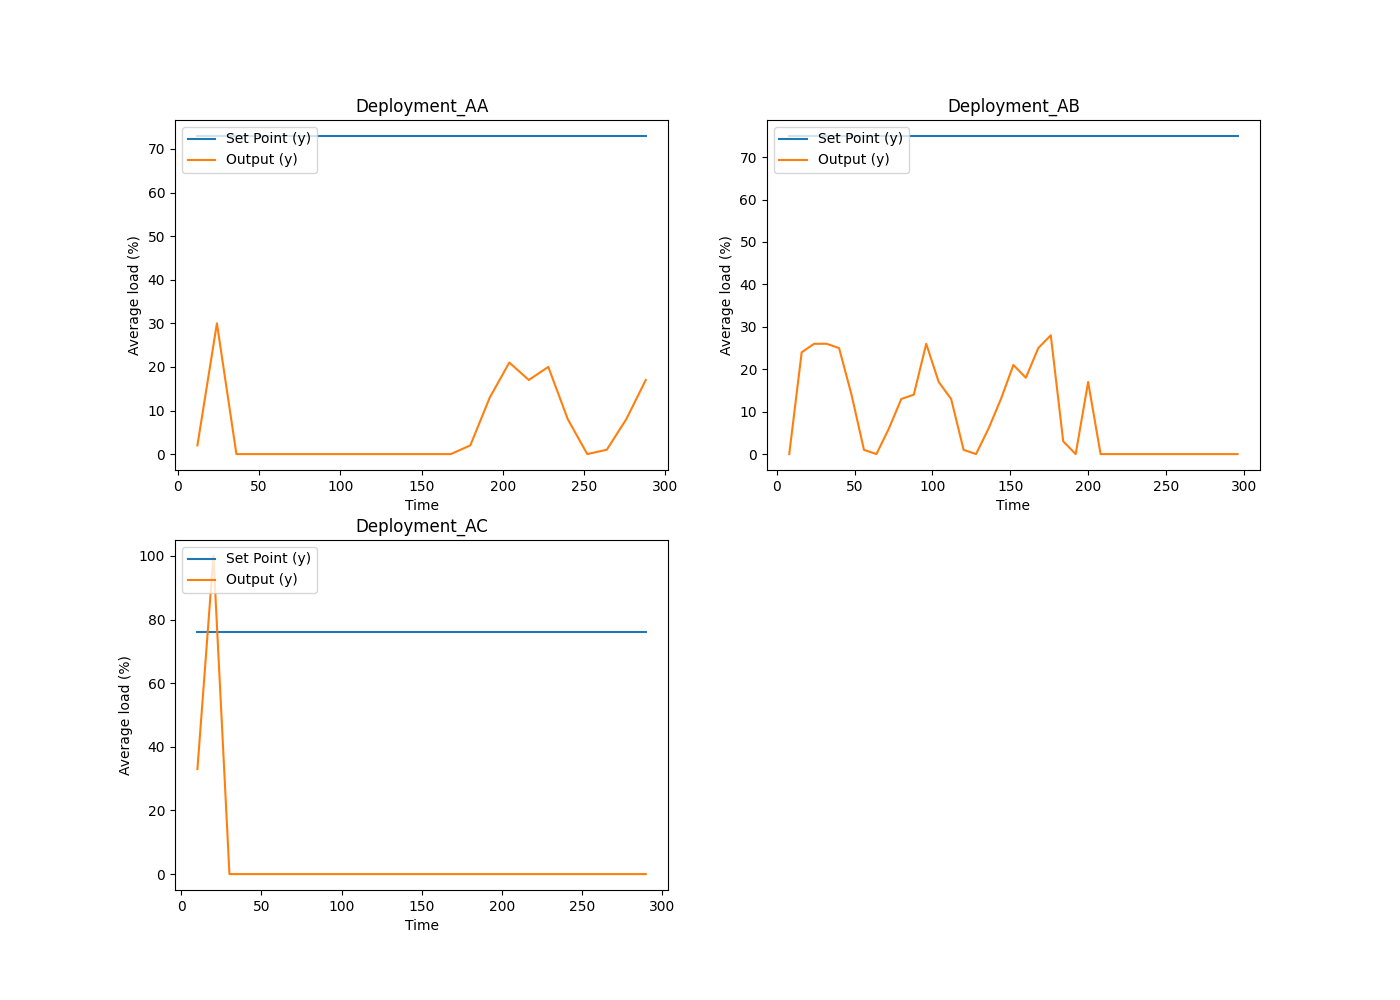 Deployment_AA
Set Point (y)
Output (y)
70
60
50
40
30
20
10
0
Average load (%)
0 50 100 150 200 250 300
Time
Deployment_AB
Set Point (y)
Output (y)
70
60
50
40
30
20
10
0
Average load (%)
0 50 100 150 200 250 300
Time
Deployment_AC
Set Point (y)
Output (y)
100
80
60
40
20
0
Average load (%)
0 50 100 150 200 250 300
Time